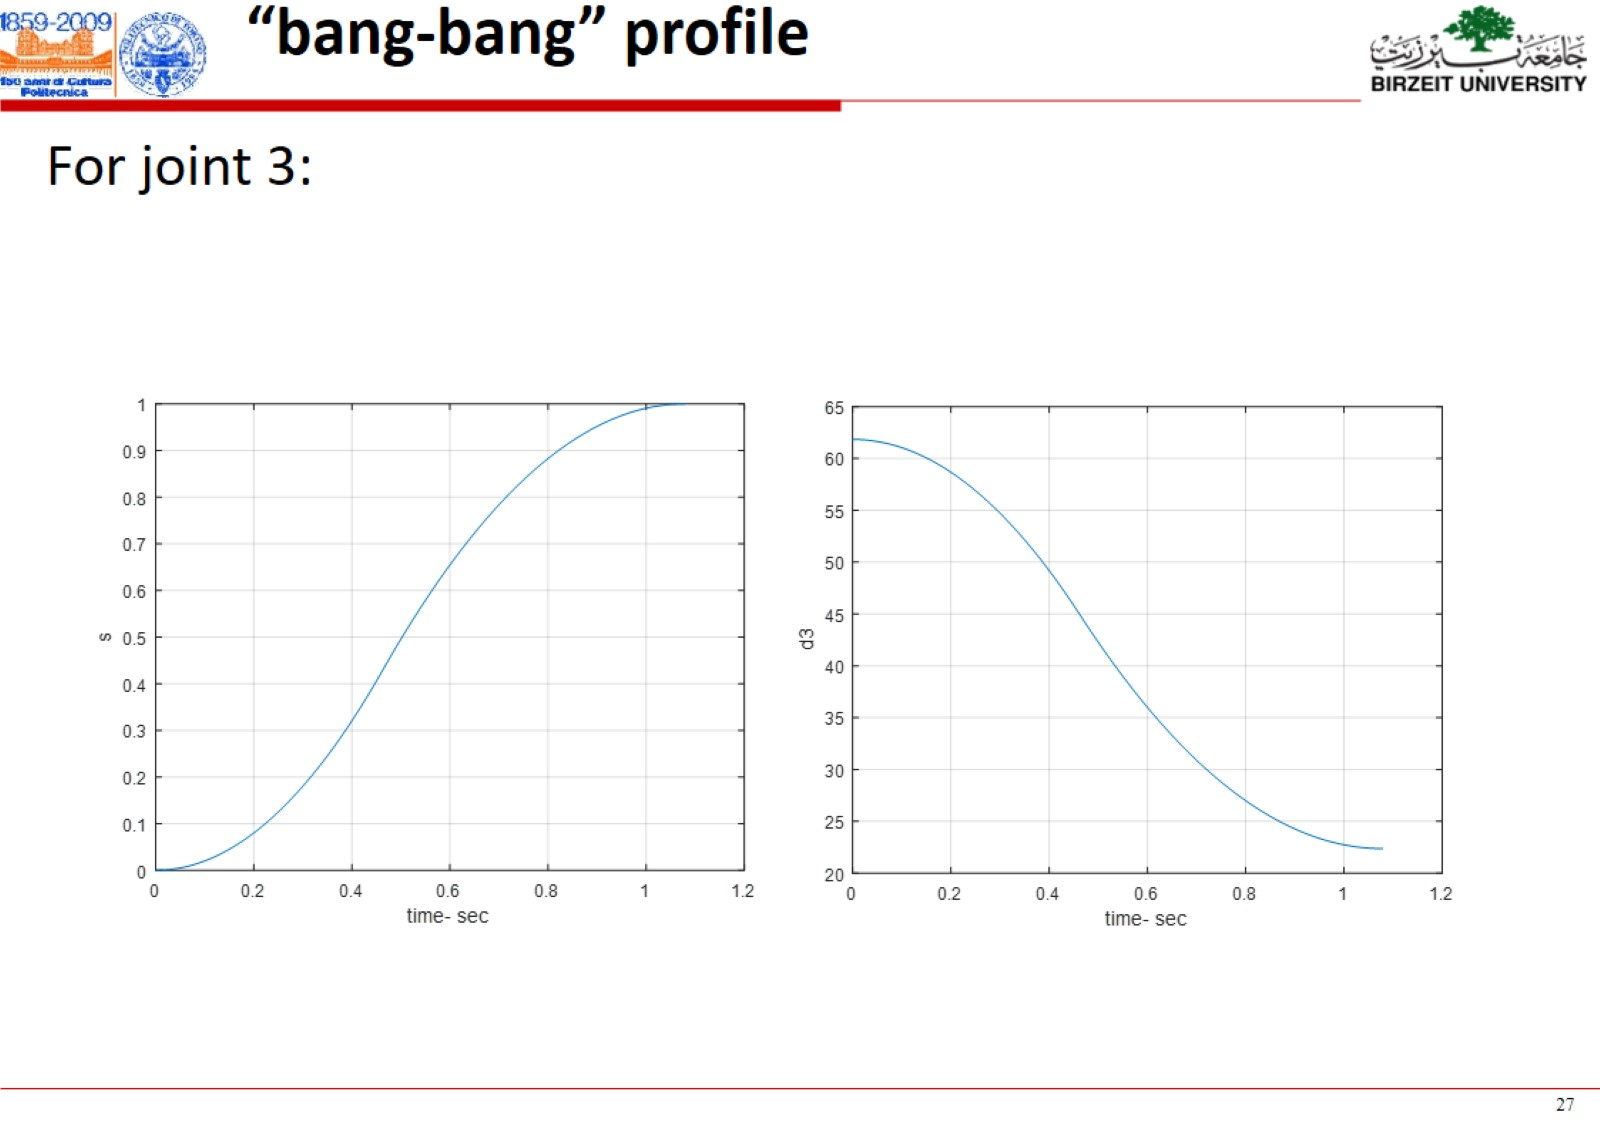 1859-2009
150 anni di Cultura
Politecnica
“bang-bang” profile
جامعة بيرزيت
BIRZEIT UNIVERSITY
For joint 3:
1
0.9
0.8
0.7
0.6
0.5
0.4
0.3
0.2
0.1
0
s
0 0.2 0.4 0.6 0.8 1 1.2
time- sec
65
60
55
50
45
40
35
30
25
20
d3
0 0.2 0.4 0.6 0.8 1 1.2
time- sec
27